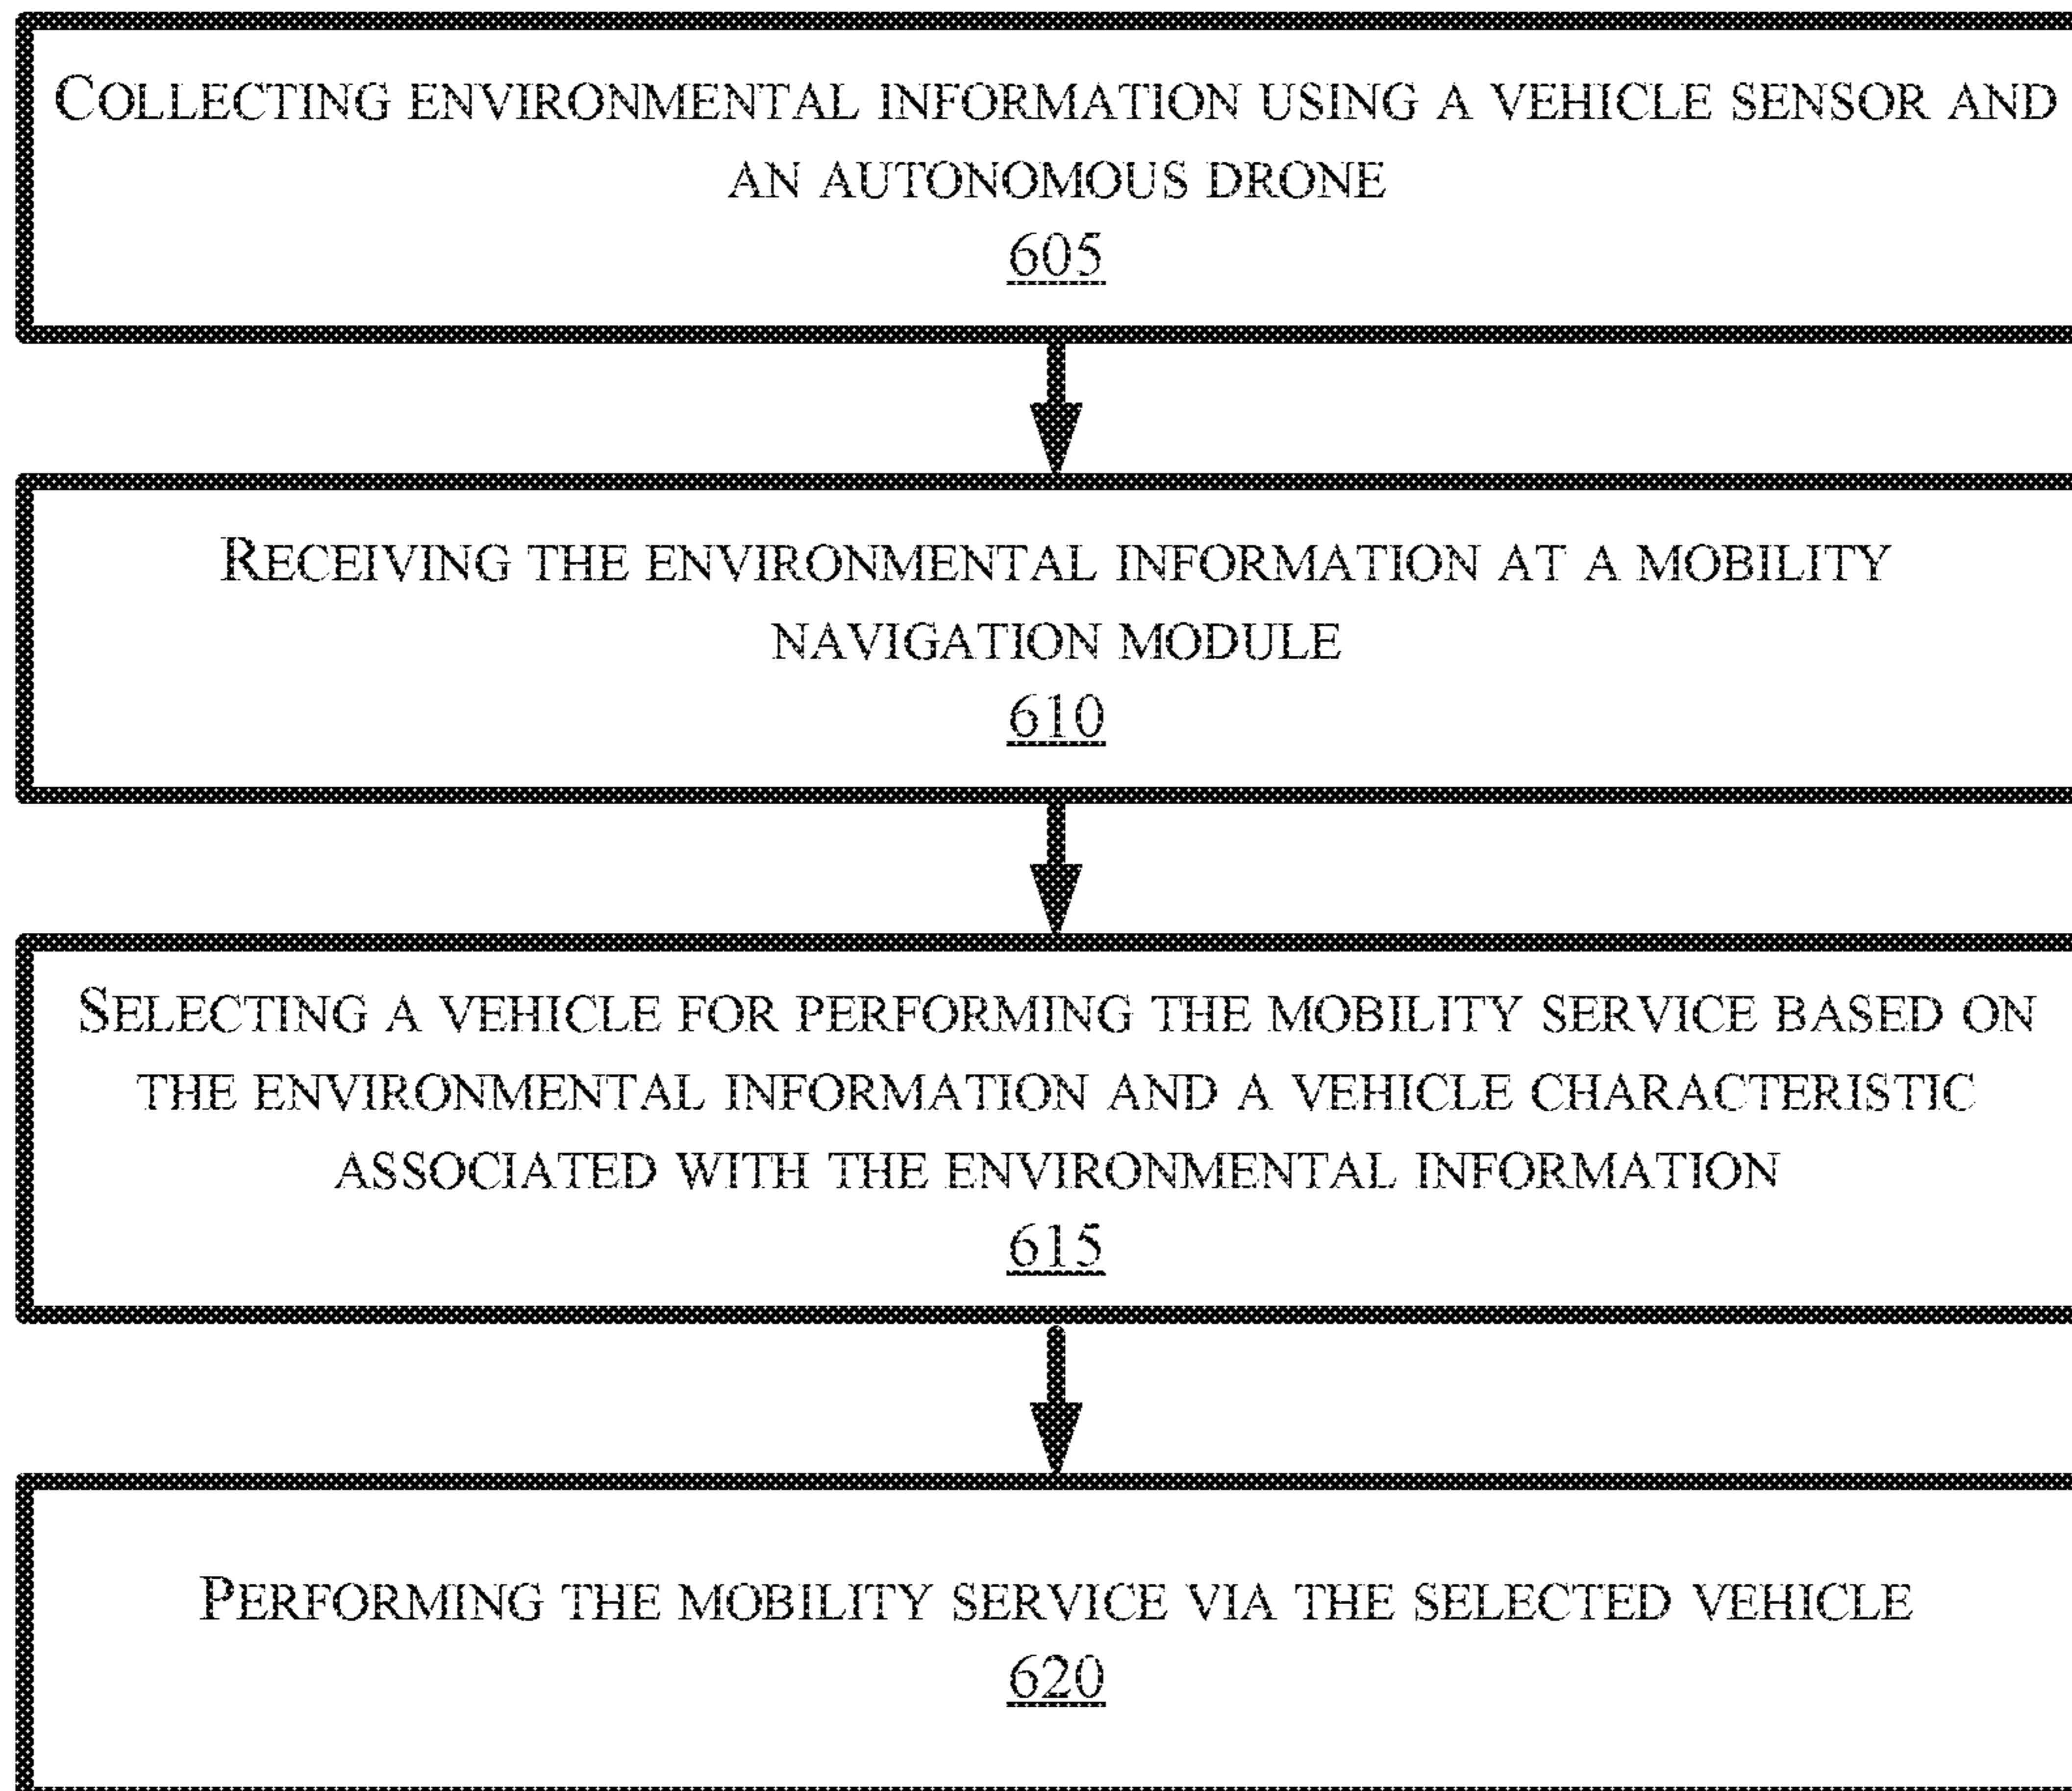 COLLECTING ENVIRONMENTAL INFORMATION USING A VEHICLE SENSOR AND
AN AUTONOMOUS DRONE
605
RECEIVING THE ENVIRONMENTAL INFORMATION AT A MOBILITY
NAVIGATION MODULE
610
SELECTING A VEHICLE FOR PERFORMING THE MOBILITY SERVICE BASED ON
THE ENVIRONMENTAL INFORMATION AND A VEHICLE CHARACTERISTIC
ASSOCIATED WITH THE ENVIRONMENTAL INFORMATION
615
PERFORMING THE MOBILITY SERVICE VIA THE SELECTED VEHICLE
620